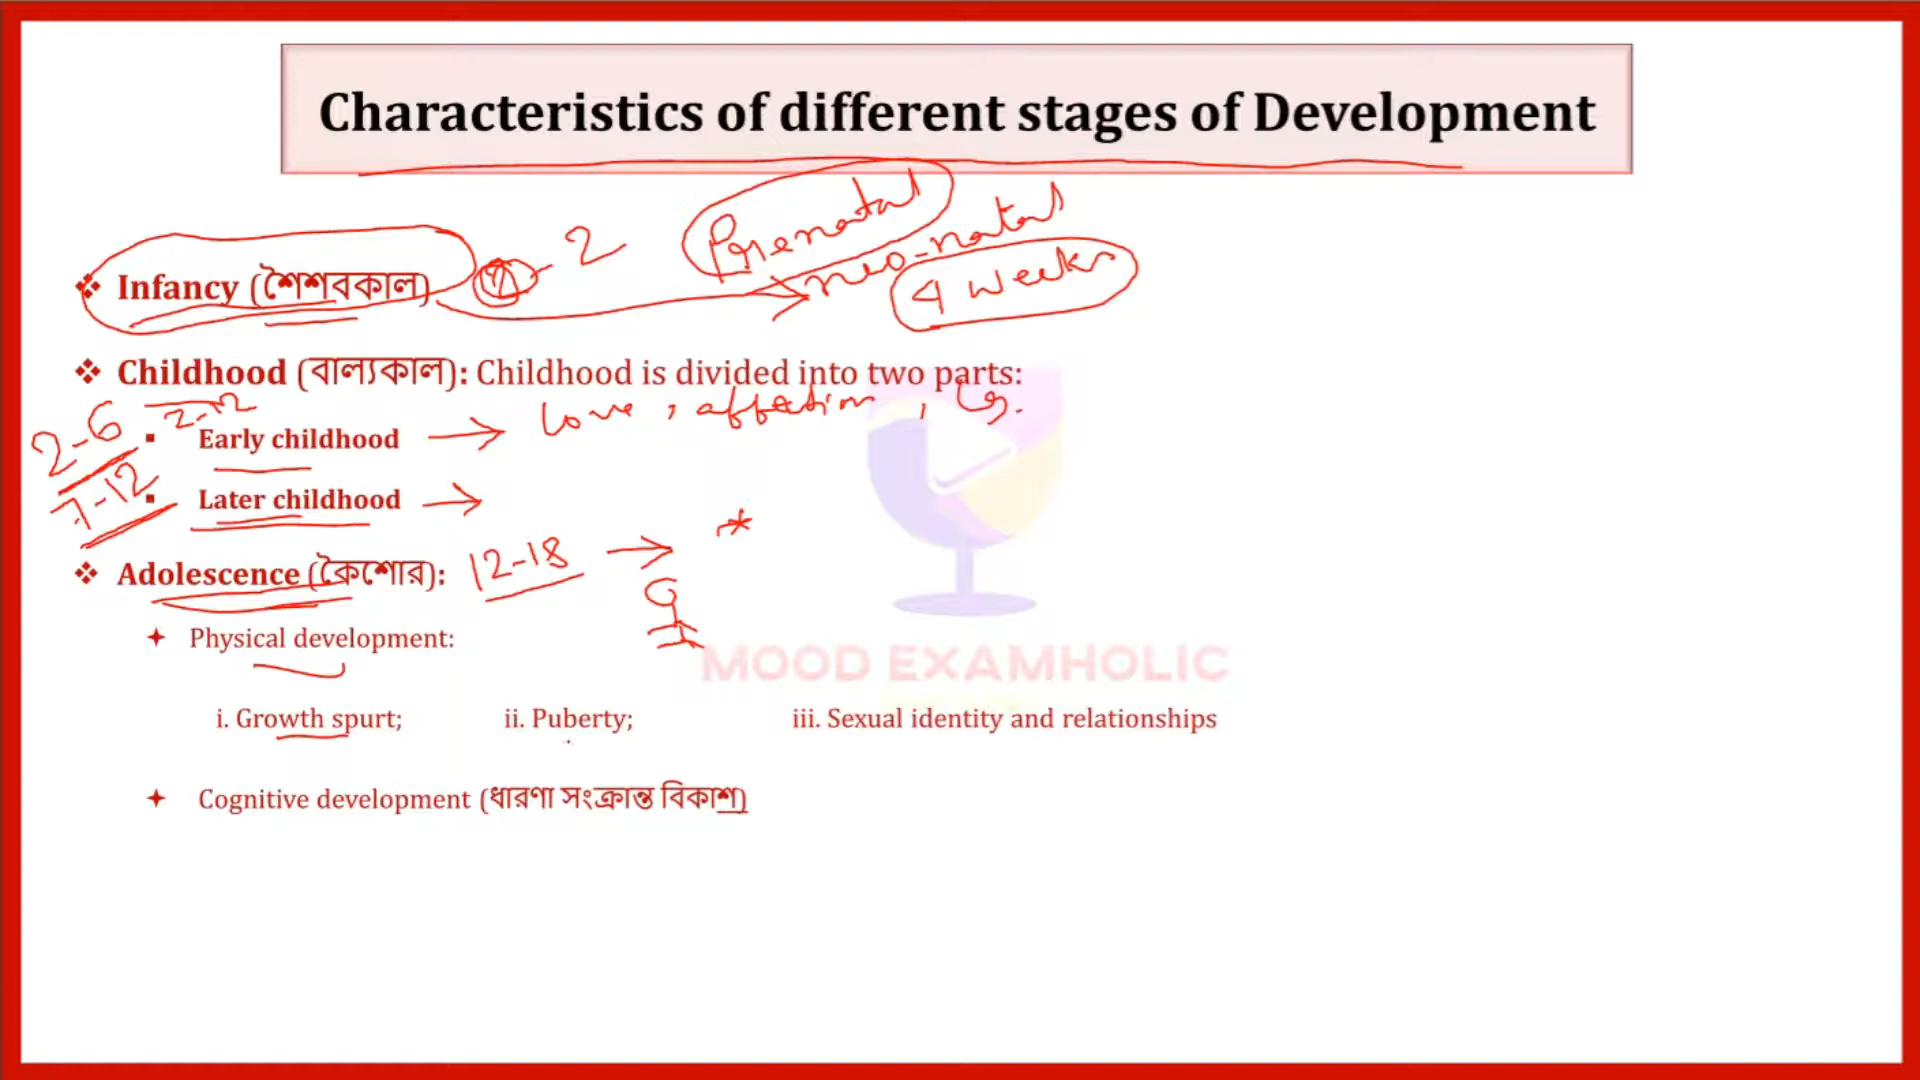 Characteristics of different stages of Development
Prenatal
❖ Infancy (শৈশবকাল) - 2
neo-natal
4 weeks
❖ Childhood (বাল্যকাল): Childhood is divided into two parts:
2-12
love, affection,
2-6
▪ Early childhood
7-12
▪ Later childhood
❖ Adolescence (কৈশোর): 12-18
✦ Physical development:
MOOD EXAMHOLIC
i. Growth spurt; ii. Puberty; iii. Sexual identity and relationships
✦ Cognitive development (ধারণা সংক্রান্ত বিকাশ)